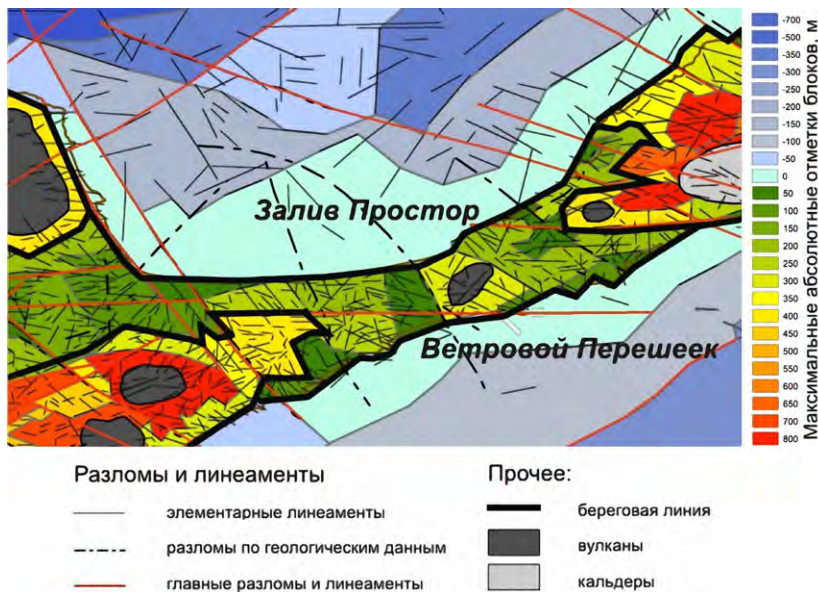 Залив Простор
Ветровой Перешеек
-700
-500
-350
-300
-250
-200
-150
-100
-50
0
50
100
150
200
250
300
350
400
450
500
550
600
650
700
800
Максимальные абсолютные отметки блоков, м
Разломы и линеаменты
элементарные линеаменты
разломы по геологическим данным
главные разломы и линеаменты
Прочее:
береговая линия
вулканы
кальдеры